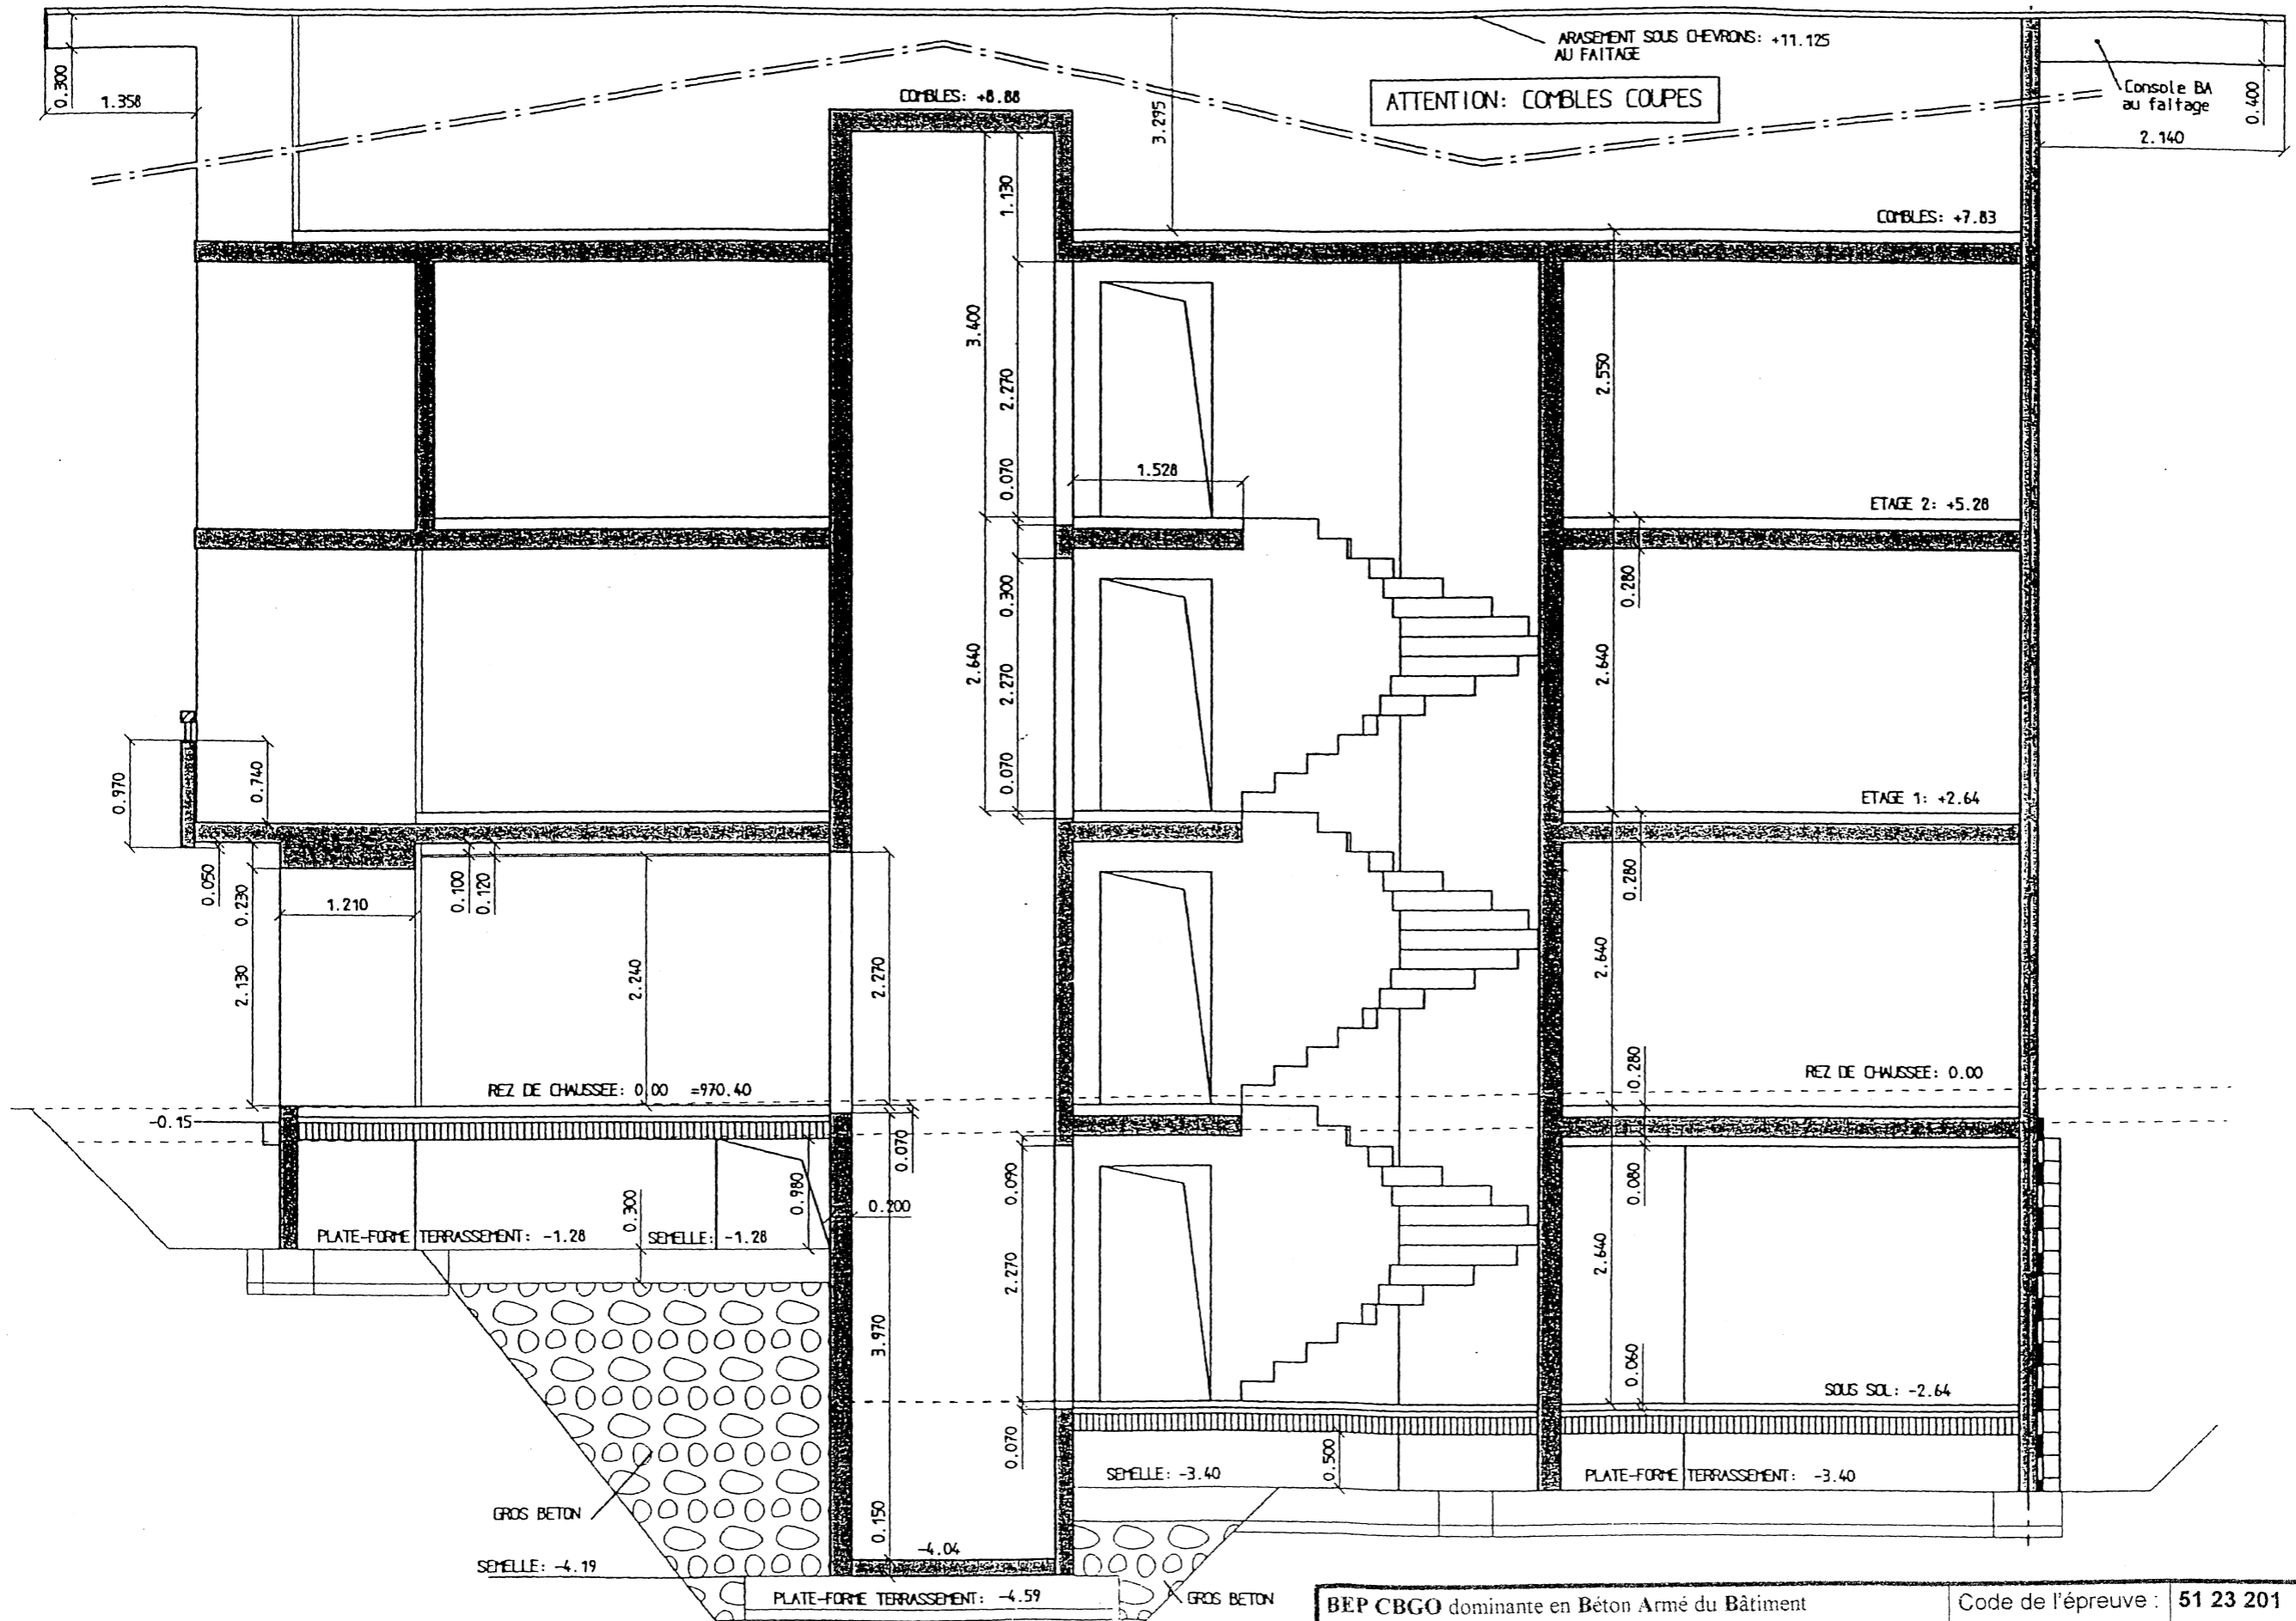 ARASEMENT SOUS CHEVRONS: +11.125
AU FAITAGE
0.300
1.358
COMBLES: +8.88
ATTENTION: COMBLES COUPES
Console BA
au faîtage
0.400
2.140
3.295
1.130
COMBLES: +7.83
3.400
2.270
2.550
0.070
1.528
ETAGE 2: +5.28
0.300
0.280
2.640
2.270
2.640
0.970
0.740
0.070
ETAGE 1: +2.64
0.050
0.230
0.100
0.120
0.280
1.210
2.130
2.240
2.270
2.640
0.280
REZ DE CHAUSSEE: 0.00 =970.40
REZ DE CHAUSSEE: 0.00
-0.15
0.070
0.980
0.090
0.080
0.300
0.200
PLATE-FORME TERRASSEMENT: -1.28
SEMELLE: -1.28
2.270
2.640
3.970
0.060
SOUS SOL: -2.64
0.070
0.500
SEMELLE: -3.40
PLATE-FORME TERRASSEMENT: -3.40
GROS BETON
0.150
-4.04
SEMELLE: -4.19
PLATE-FORME TERRASSEMENT: -4.59
GROS BETON
BEP CBGO dominante en Béton Armé du Bâtiment
Code de l'épreuve :
51 23 201